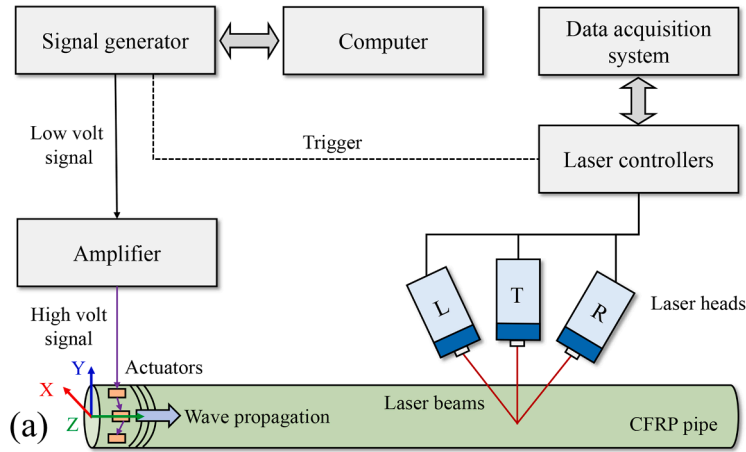 Signal generator
Computer
Data acquisition
system
Low volt
signal
Trigger
Laser controllers
Amplifier
L
T
R
Laser heads
High volt
signal
Actuators
Y
X
Z
Wave propagation
Laser beams
CFRP pipe
(a)